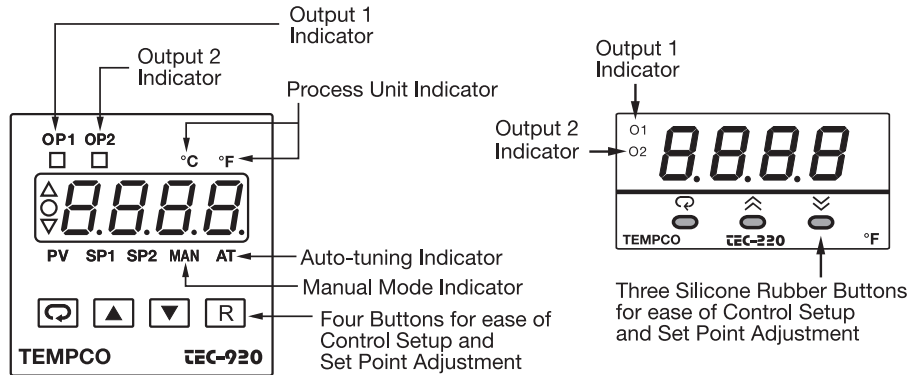 Output 1
Indicator
Output 2
Indicator
Process Unit Indicator
OP1 OP2
°C °F
8.8.8.8.
PV SP1 SP2 MAN AT
Auto-tuning Indicator
Manual Mode Indicator
R
Four Buttons for ease of
Control Setup and
Set Point Adjustment
TEMPCO TEC-920
Output 1
Indicator
Output 2
Indicator
O1
O2
8.8.8.8
TEMPCO TEC-220 °F
Three Silicone Rubber Buttons
for ease of Control Setup
and Set Point Adjustment